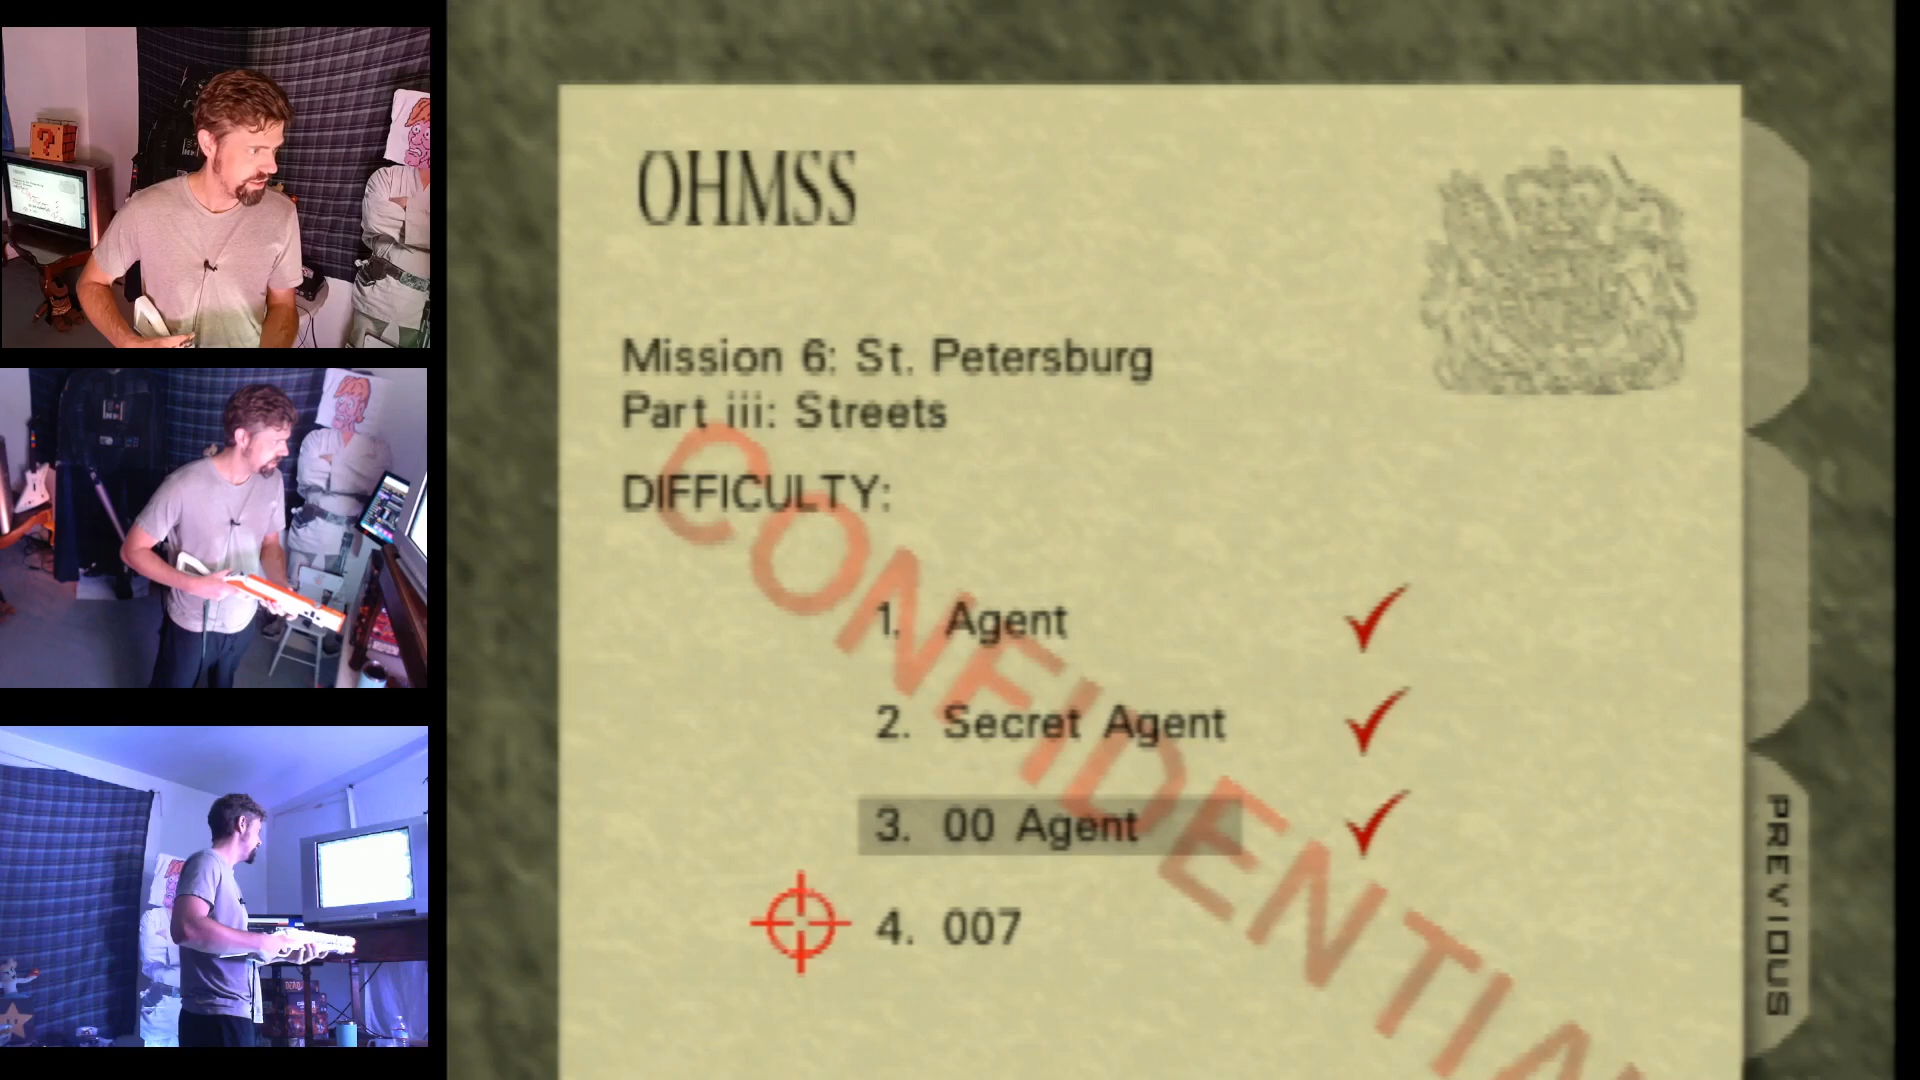 OHMSS
Mission 6: St. Petersburg
Part iii: Streets
DIFFICULTY:
CONFIDENTIA
1. Agent
2. Secret Agent
3. 00 Agent
4. 007
PREVIOUS
?